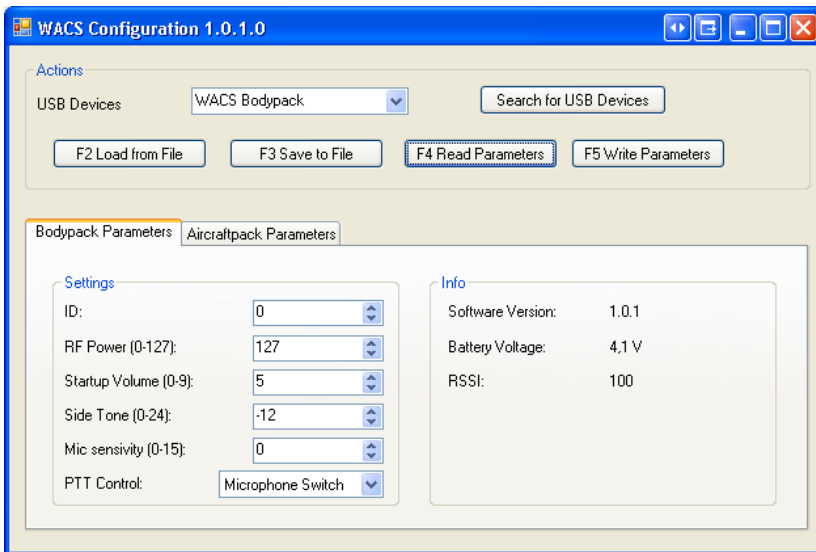 WACS Configuration 1.0.1.0
Actions
USB Devices WACS Bodypack Search for USB Devices
F2 Load from File F3 Save to File F4 Read Parameters F5 Write Parameters
Bodypack Parameters Aircraftpack Parameters
Settings Info
ID: 0 Software Version: 1.0.1
RF Power (0-127): 127 Battery Voltage: 4,1 V
Startup Volume (0-9): 5 RSSI: 100
Side Tone (0-24): -12
Mic sensivity (0-15): 0
PTT Control: Microphone Switch